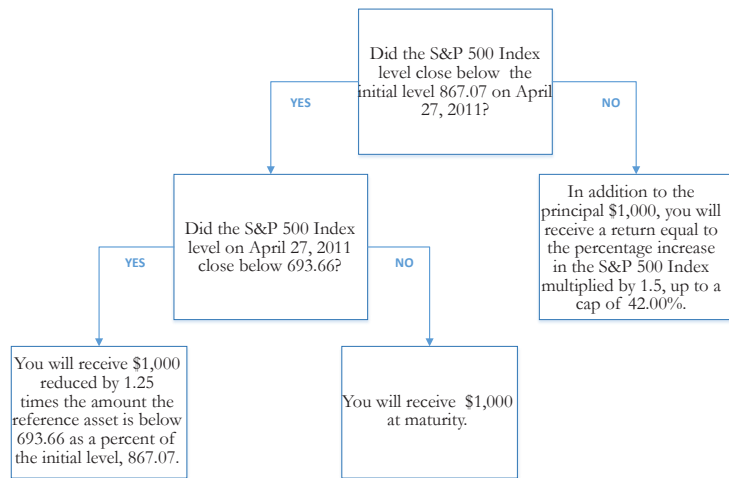 Did the S&P 500 Index
level close below the
initial level 867.07 on April
27, 2011?
YES
NO
Did the S&P 500 Index
level on April 27, 2011
close below 693.66?
In addition to the
principal $1,000, you will
receive a return equal to
the percentage increase
in the S&P 500 Index
multiplied by 1.5, up to a
cap of 42.00%.
YES
NO
You will receive $1,000
reduced by 1.25
times the amount the
reference asset is below
693.66 as a percent of
the initial level, 867.07.
You will receive $1,000
at maturity.